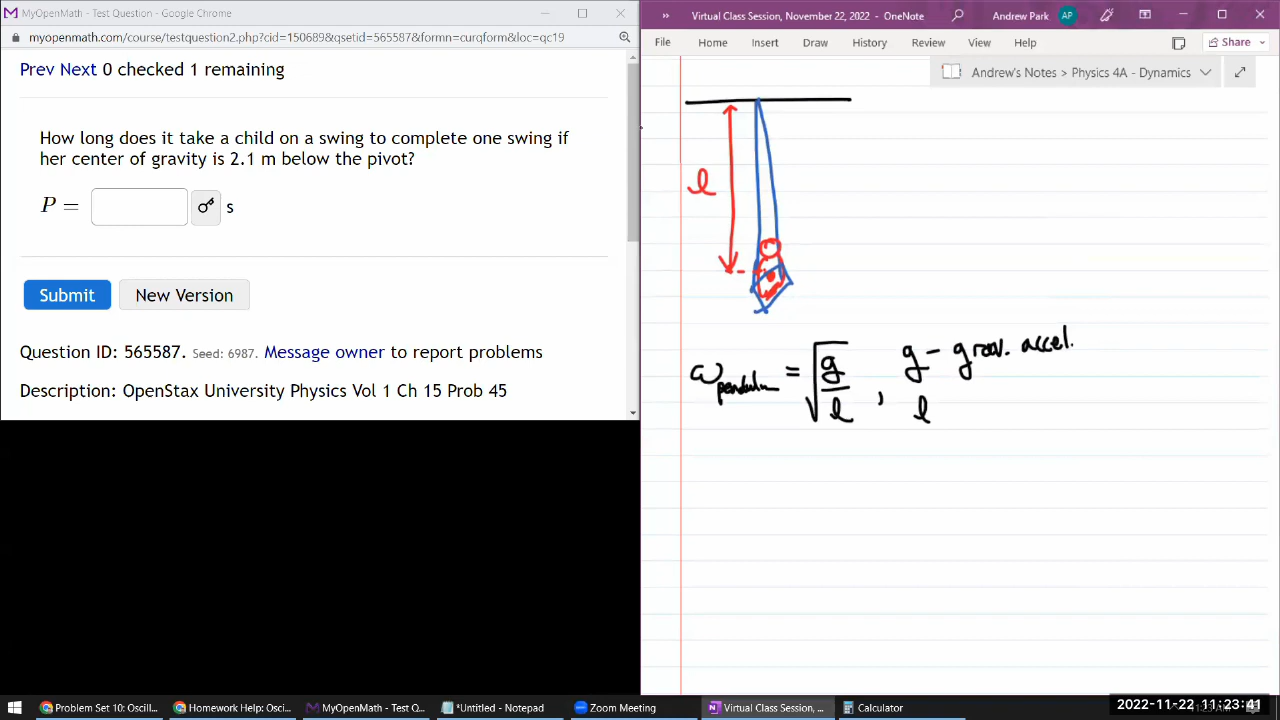 MyOpenMath - Test Question - Google Chrome
myopenmath.com/course/testquestion2.php?cid=150689&qsetid=565587&formn=curqform&loc=qc19
Prev Next 0 checked 1 remaining
How long does it take a child on a swing to complete one swing if
her center of gravity is 2.1 m below the pivot?
P = s
Submit New Version
Question ID: 565587. Seed: 6987. Message owner to report problems
Description: OpenStax University Physics Vol 1 Ch 15 Prob 45
» Virtual Class Session, November 22, 2022 - OneNote Andrew Park AP
File Home Insert Draw History Review View Help Share
Andrew's Notes > Physics 4A - Dynamics
l
ω pendulum = √ g / l , g - grav. accel.
l
Problem Set 10: Oscill... Homework Help: Osci... MyOpenMath - Test Q... *Untitled - Notepad Zoom Meeting Virtual Class Session, ... Calculator
2022-11-22 11:23:41